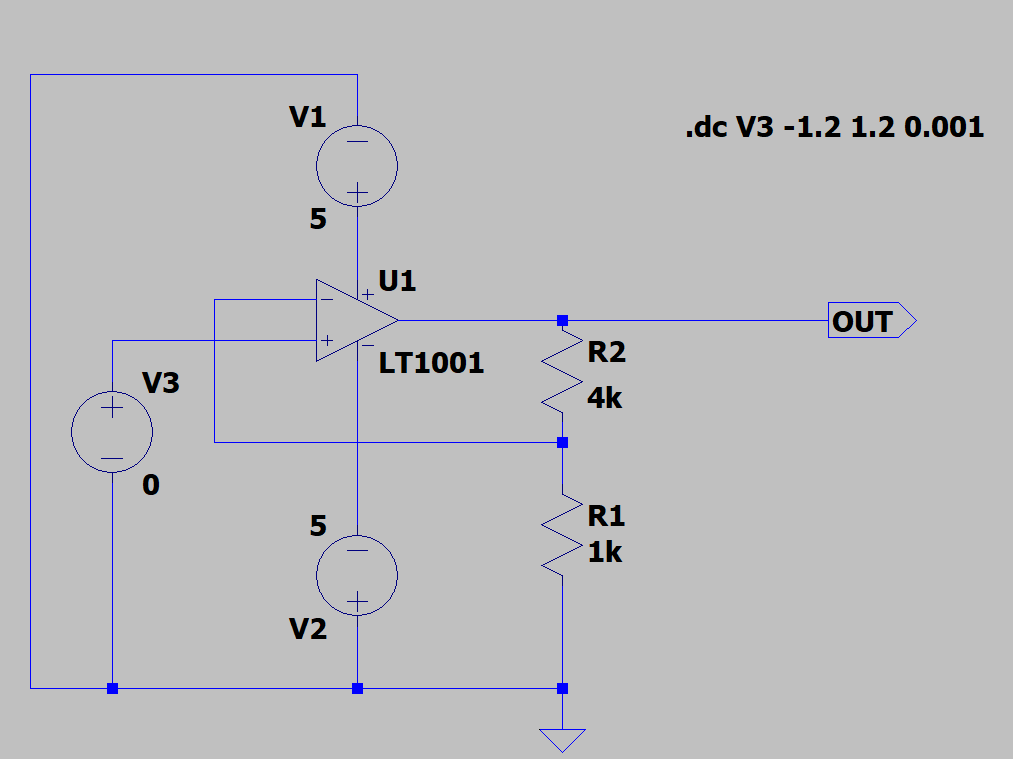 V1
.dc V3 -1.2 1.2 0.001
5
U1
OUT
R2
LT1001
V3
4k
0
R1
5
1k
V2